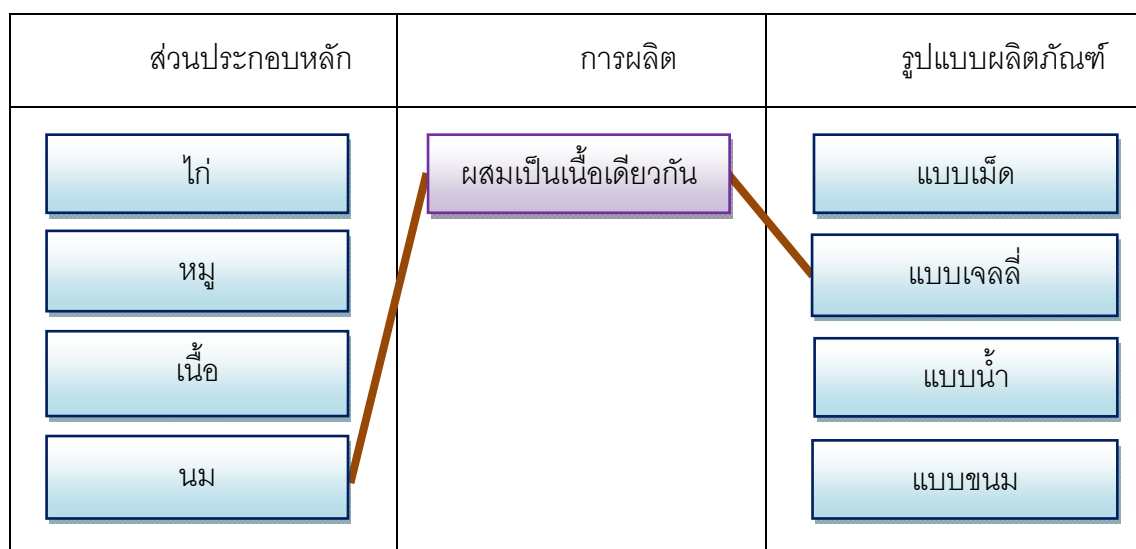 ส่วนประกอบหลัก
การผลิต
รูปแบบผลิตภัณฑ์
ไก่
ผสมเป็นเนื้อเดียวกัน
แบบเม็ด
หมู
แบบเจลลี่
เนื้อ
แบบน้ำ
นม
แบบขนม